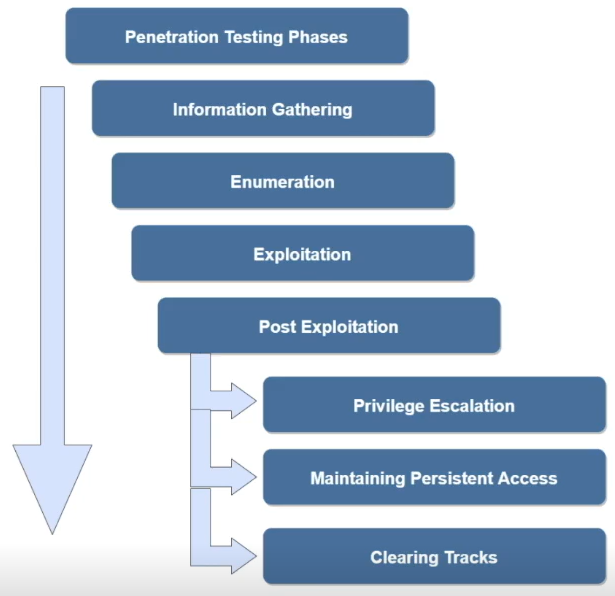 Penetration Testing Phases
Information Gathering
Enumeration
Exploitation
Post Exploitation
Privilege Escalation
Maintaining Persistent Access
Clearing Tracks